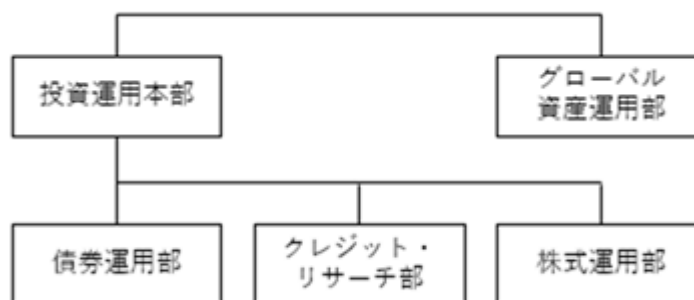 投資運用本部
グローバル
資産運用部
債券運用部
クレジット・
リサーチ部
株式運用部